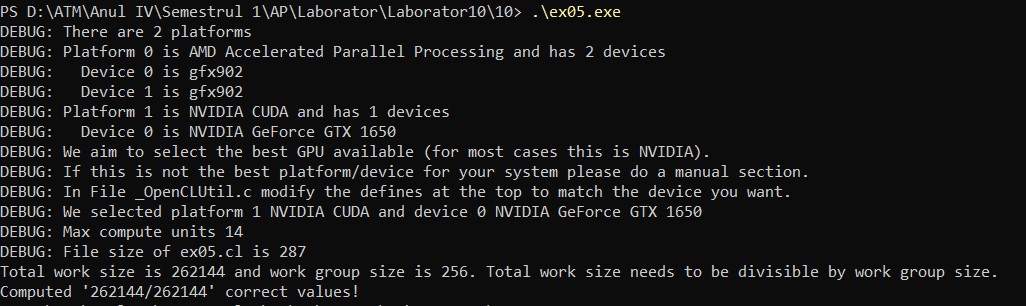 PS D:\ATM\Anul IV\Semestrul 1\AP\Laborator\Laborator10\10> .\ex05.exe
DEBUG: There are 2 platforms
DEBUG: Platform 0 is AMD Accelerated Parallel Processing and has 2 devices
DEBUG:   Device 0 is gfx902
DEBUG:   Device 1 is gfx902
DEBUG: Platform 1 is NVIDIA CUDA and has 1 devices
DEBUG:   Device 0 is NVIDIA GeForce GTX 1650
DEBUG: We aim to select the best GPU available (for most cases this is NVIDIA).
DEBUG: If this is not the best platform/device for your system please do a manual section.
DEBUG: In File _OpenCLUtil.c modify the defines at the top to match the device you want.
DEBUG: We selected platform 1 NVIDIA CUDA and device 0 NVIDIA GeForce GTX 1650
DEBUG: Max compute units 14
DEBUG: File size of ex05.cl is 287
Total work size is 262144 and work group size is 256. Total work size needs to be divisible by work group size.
Computed '262144/262144' correct values!